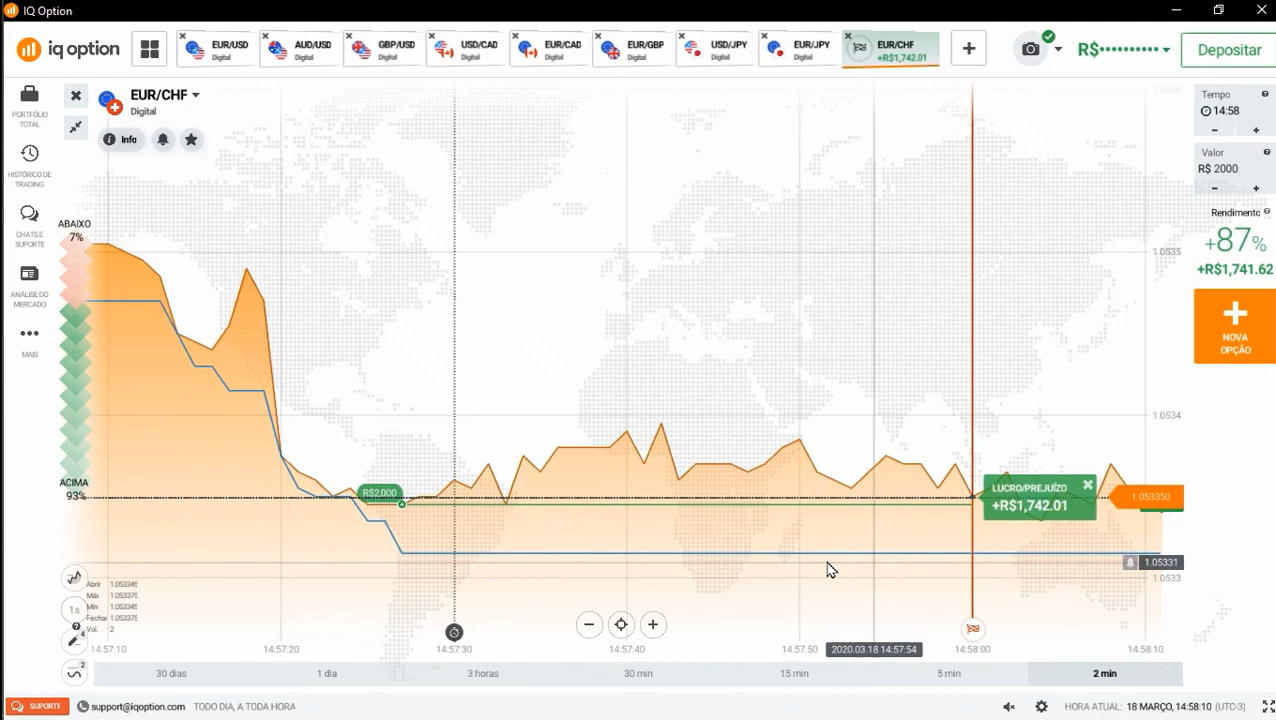 IQ Option
iq option
EUR/USD
Digital
AUD/USD
Digital
GBP/USD
Digital
USD/CAD
Digital
EUR/CAD
Digital
EUR/GBP
Digital
USD/JPY
Digital
EUR/JPY
Digital
EUR/CHF
+R$1,742.01
R$••••••••••
Depositar
PORTFÓLIO
TOTAL
HISTÓRICO DE
TRADING
CHATS E
SUPORTE
ANÁLISE DO
MERCADO
MAIS
EUR/CHF
Digital
Info
ABAIXO
7%
ACIMA
93%
R$2,000
LUCRO/PREJUÍZO
+R$1,742.01
1.0536
1.0535
1.0534
1.053350
1.05331
1.0533
Tempo
14:58
Valor
R$ 2000
Rendimento
+87%
+R$1,741.62
NOVA
OPÇÃO
1s
Abrir 1.053345
Máx 1.053375
Mín 1.053345
Fechar 1.053375
Vol. 2
4
2
14:57:10
14:57:20
14:57:30
14:57:40
14:57:50
2020.03.18 14:57:54
14:58:00
14:58:10
30 dias
1 dia
3 horas
30 min
15 min
5 min
2 min
SUPORTE
support@iqoption.com
TODO DIA, A TODA HORA
HORA ATUAL: 18 MARÇO, 14:58:10 (UTC-3)